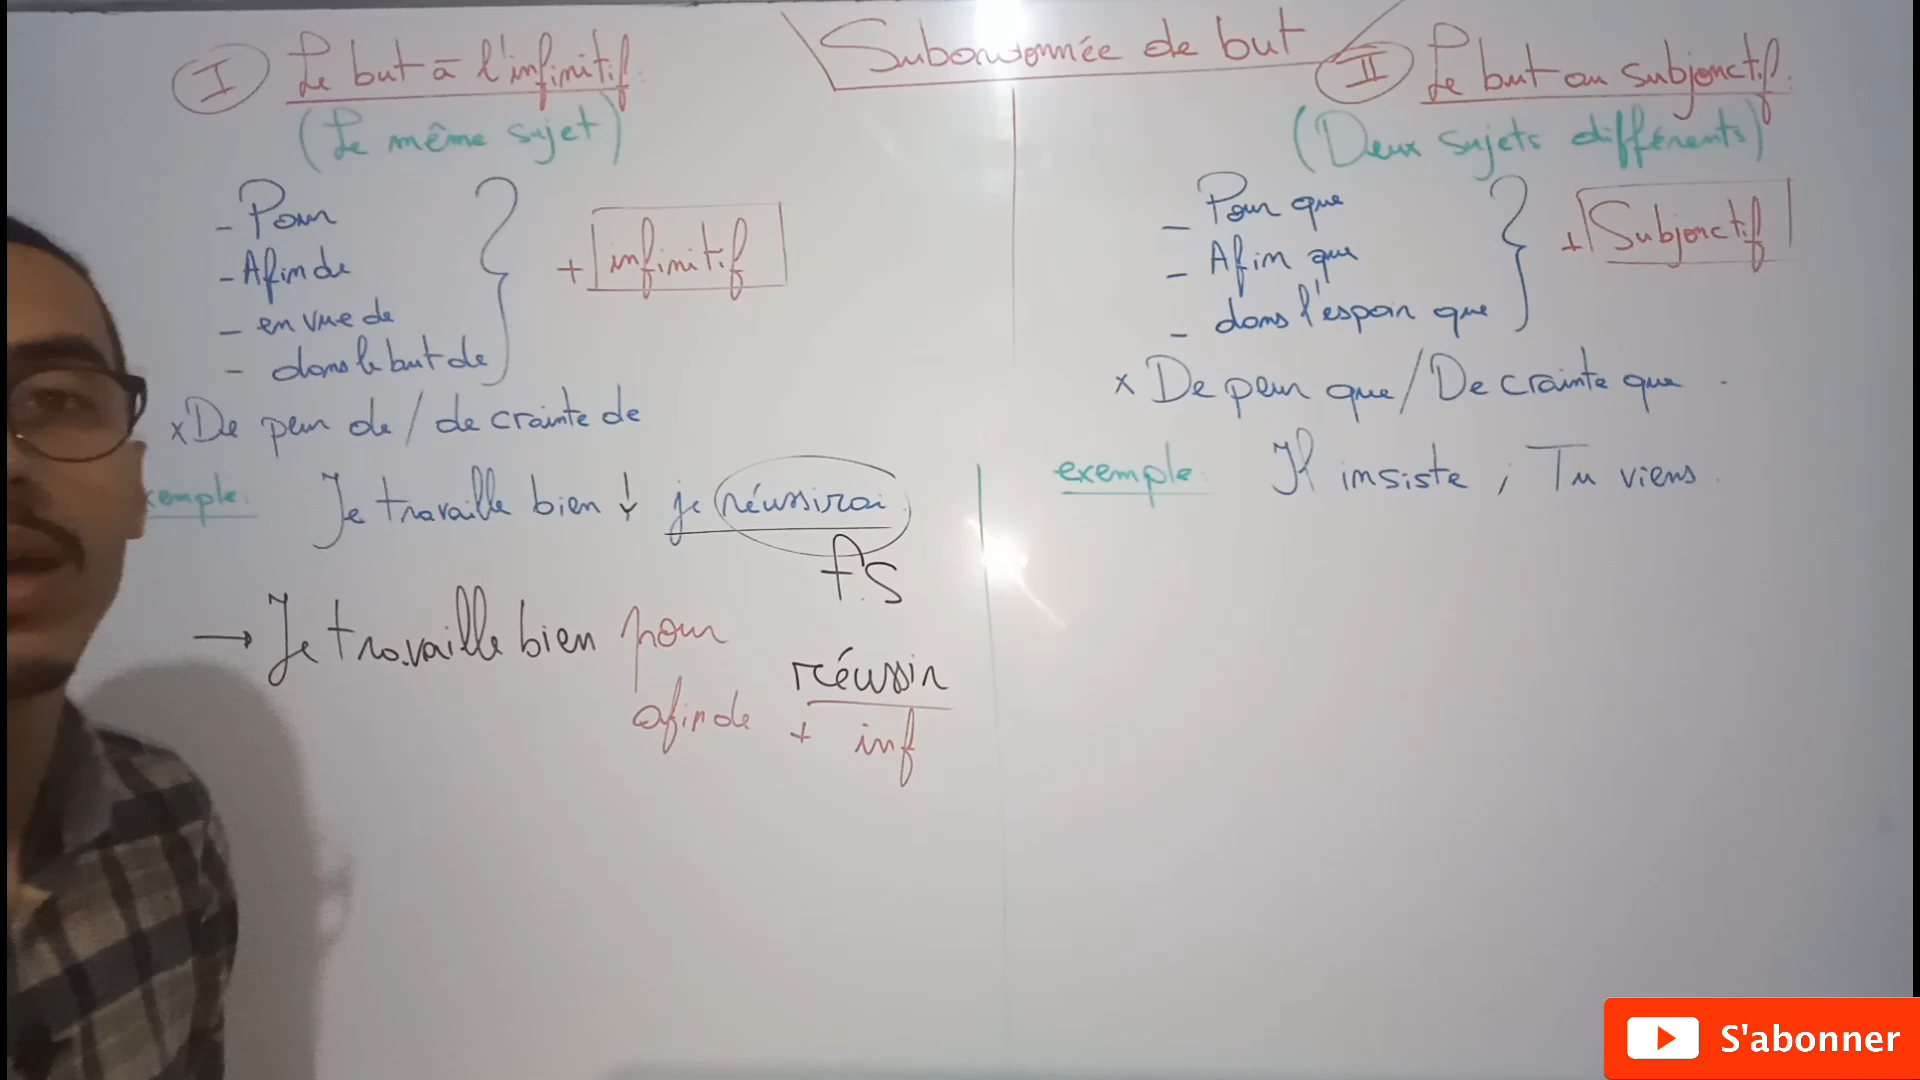 Subordonnée de but
I Le but à l'infinitif
(Le même sujet)
- Pour
- Afin de
- en vue de
- dans le but de
+ infinitif
x De peur de / de crainte de
xemple: Je travaille bien ; je réussirai
f.s
→ Je travaille bien pour
afin de
réussir
+ inf
II Le but au subjonctif.
(Deux sujets différents)
- Pour que
- Afin que
- dans l'espoir que
+ Subjonctif
x De peur que / De crainte que.
exemple: Il insiste ; Tu viens.
S'abonner